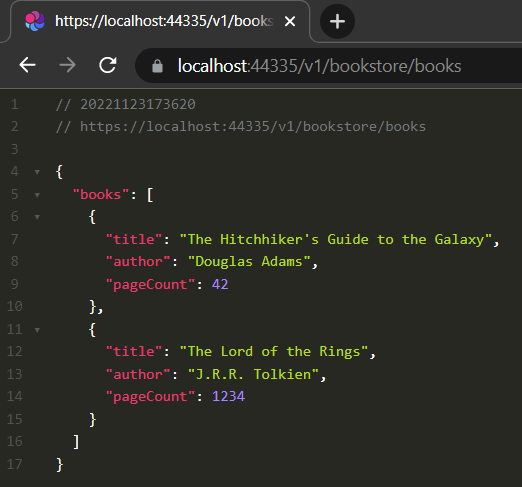 https://localhost:44335/v1/books
localhost:44335/v1/bookstore/books
1 // 20221123173620
2 // https://localhost:44335/v1/bookstore/books
3
4 {
5 "books": [
6 {
7 "title": "The Hitchhiker's Guide to the Galaxy",
8 "author": "Douglas Adams",
9 "pageCount": 42
10 },
11 {
12 "title": "The Lord of the Rings",
13 "author": "J.R.R. Tolkien",
14 "pageCount": 1234
15 }
16 ]
17 }